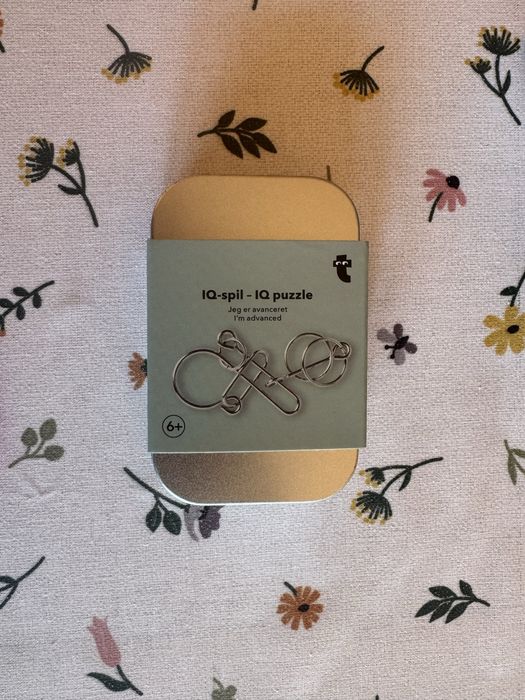 t
IQ-spil – IQ puzzle
Jeg er avanceret
I'm advanced
6+